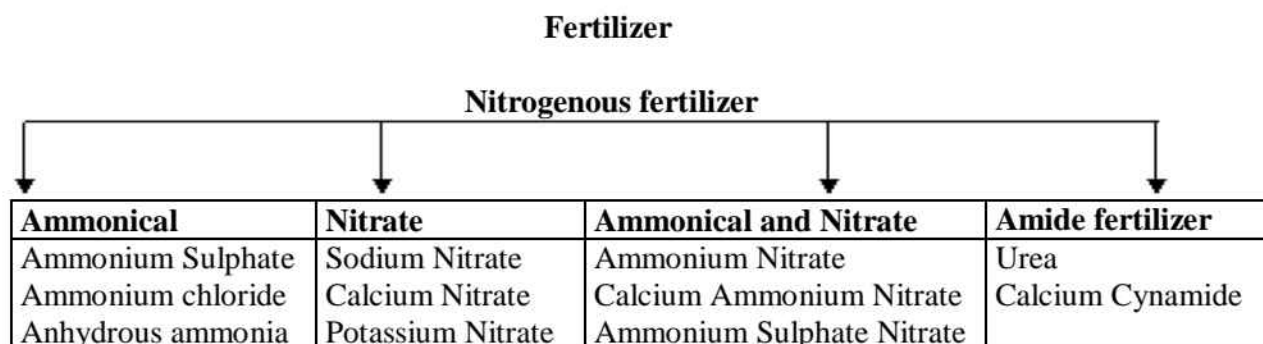 Fertilizer
Nitrogenous fertilizer
Ammonical Nitrate Ammonical and Nitrate Amide fertilizer
Ammonium Sulphate Sodium Nitrate Ammonium Nitrate Urea
Ammonium chloride Calcium Nitrate Calcium Ammonium Nitrate Calcium Cynamide
Anhydrous ammonia Potassium Nitrate Ammonium Sulphate Nitrate